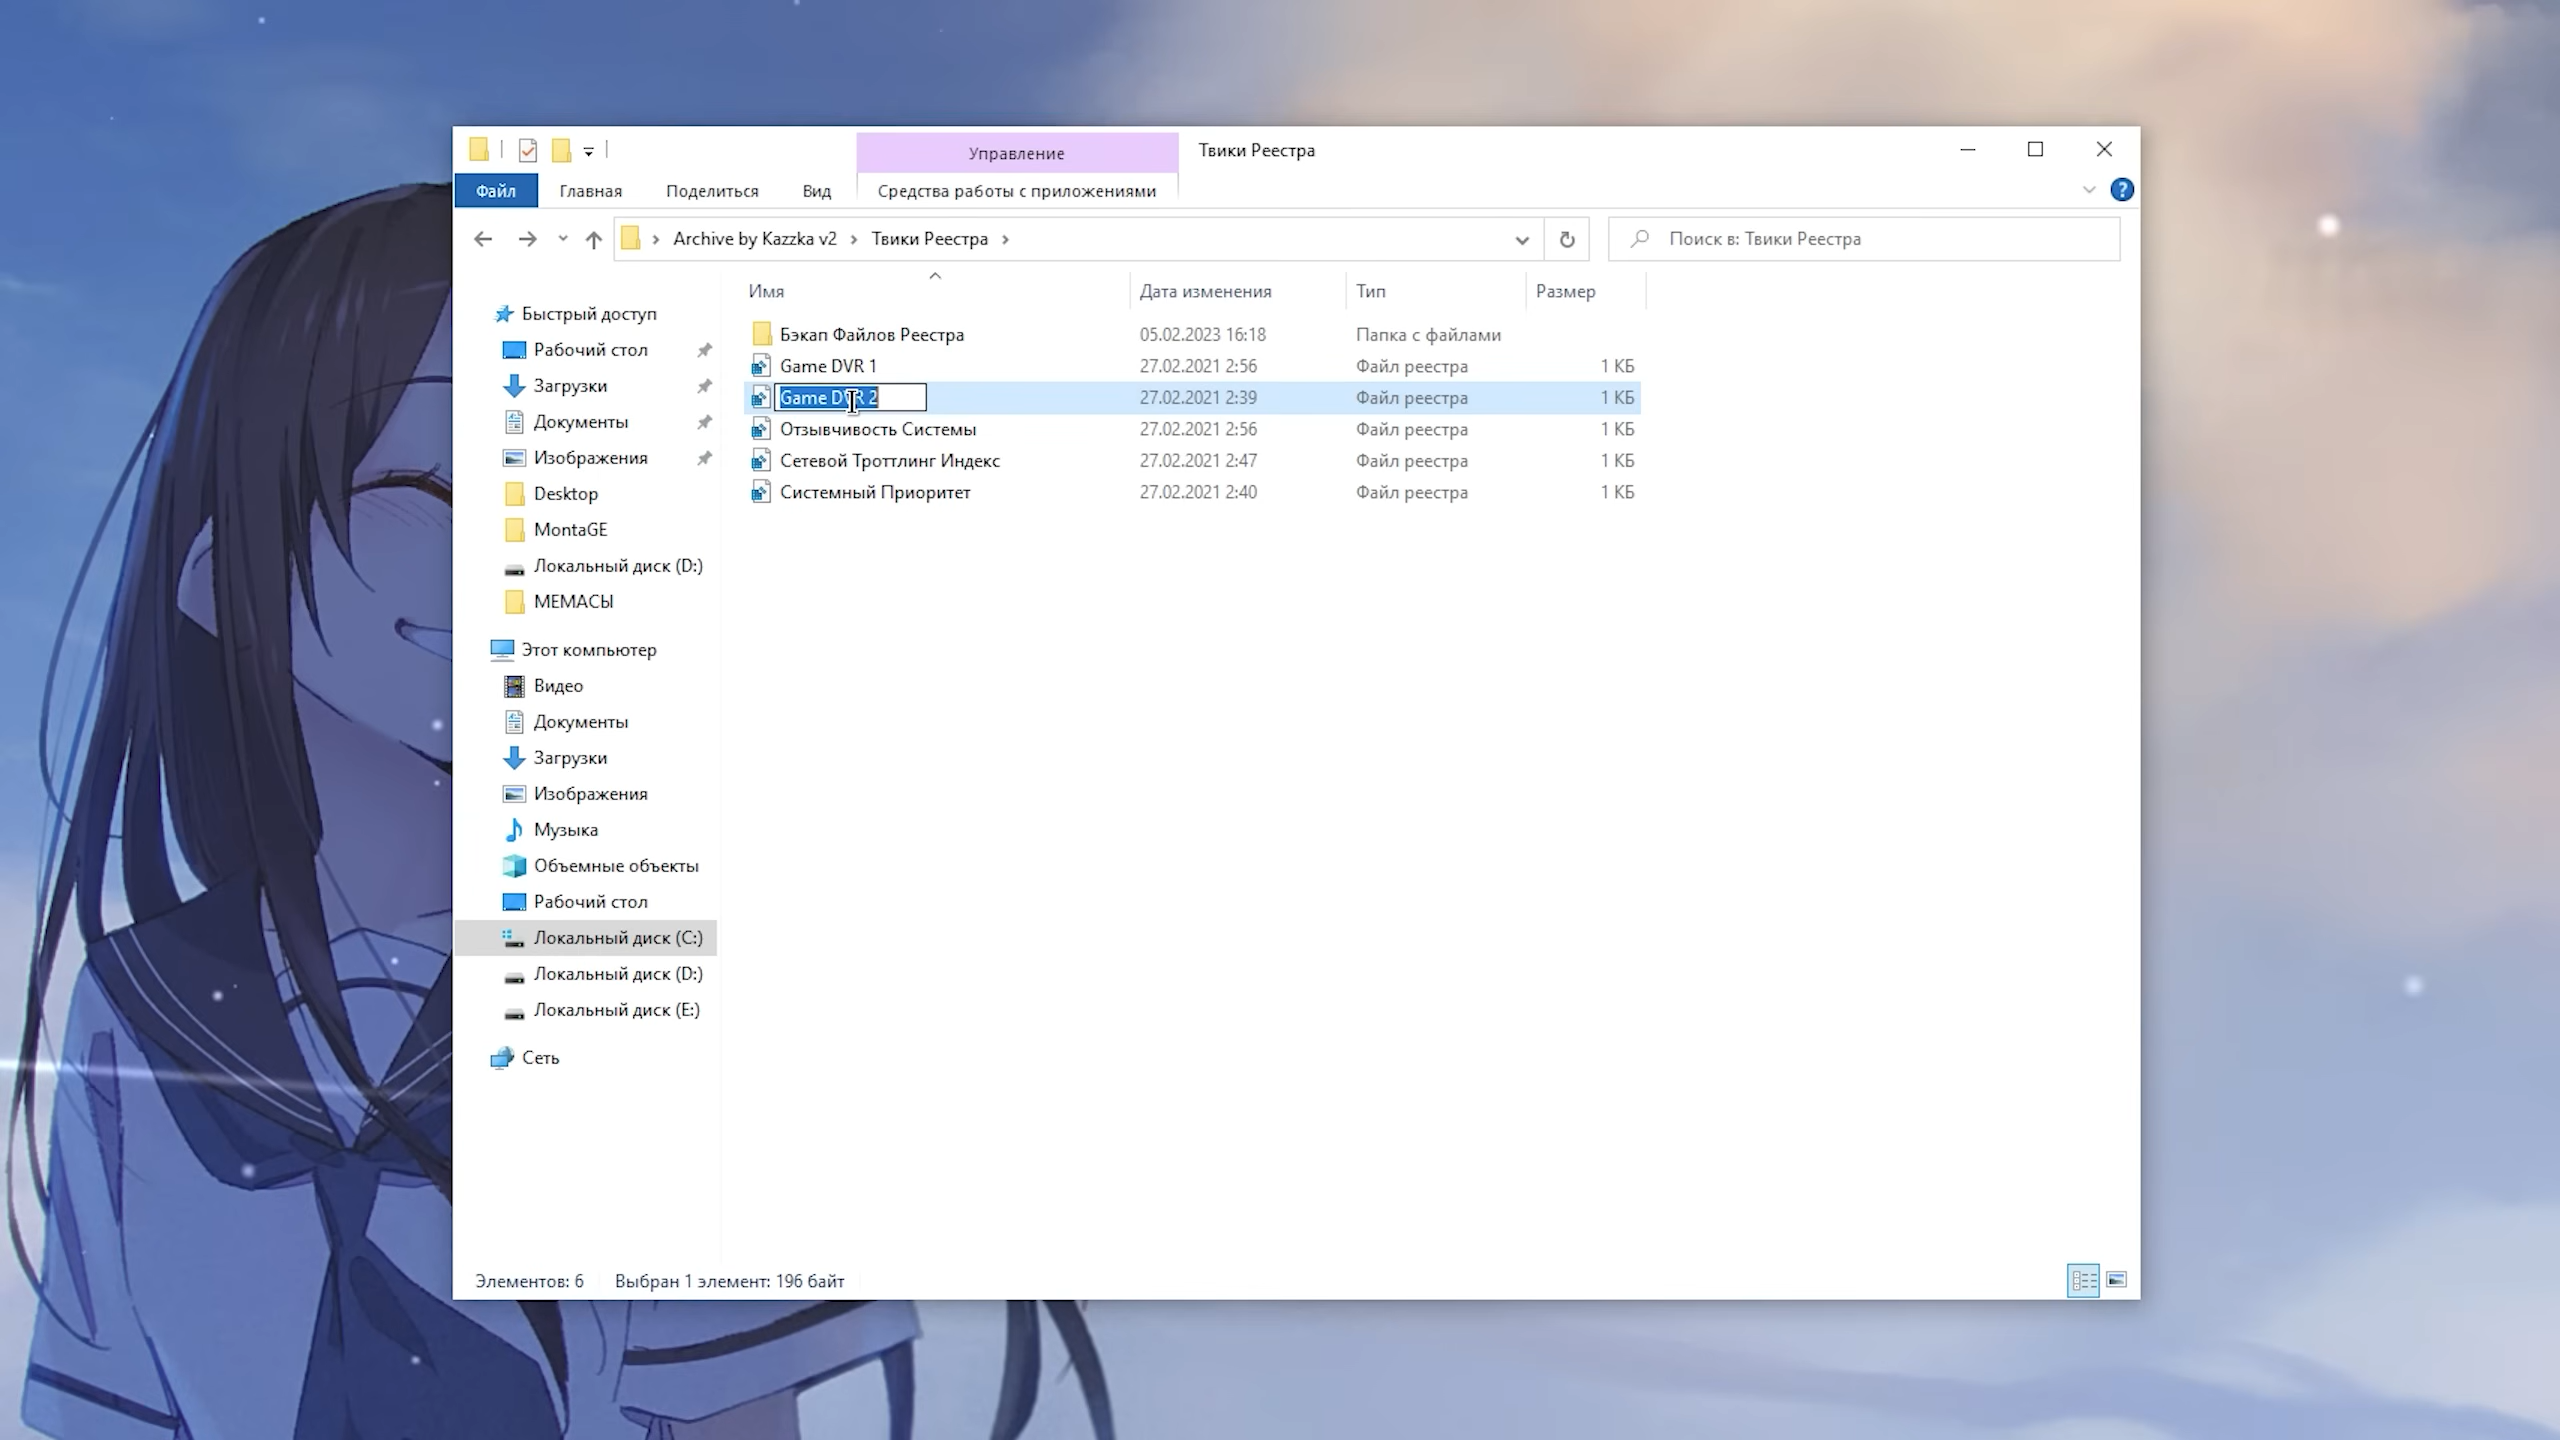 Управление
Твики Реестра
Файл
Главная
Поделиться
Вид
Средства работы с приложениями
Archive by Kazzka v2
Твики Реестра
Поиск в: Твики Реестра
Имя
Дата изменения
Тип
Размер
Бэкап Файлов Реестра 05.02.2023 16:18 Папка с файлами
Game DVR 1 27.02.2021 2:56 Файл реестра 1 КБ
Game DVR 2 27.02.2021 2:39 Файл реестра 1 КБ
Отзывчивость Системы 27.02.2021 2:56 Файл реестра 1 КБ
Сетевой Троттлинг Индекс 27.02.2021 2:47 Файл реестра 1 КБ
Системный Приоритет 27.02.2021 2:40 Файл реестра 1 КБ
Быстрый доступ
Рабочий стол
Загрузки
Документы
Изображения
Desktop
MontaGE
Локальный диск (D:)
МЕМАСЫ
Этот компьютер
Видео
Документы
Загрузки
Изображения
Музыка
Объемные объекты
Рабочий стол
Локальный диск (C:)
Локальный диск (D:)
Локальный диск (E:)
Сеть
Элементов: 6
Выбран 1 элемент: 196 байт